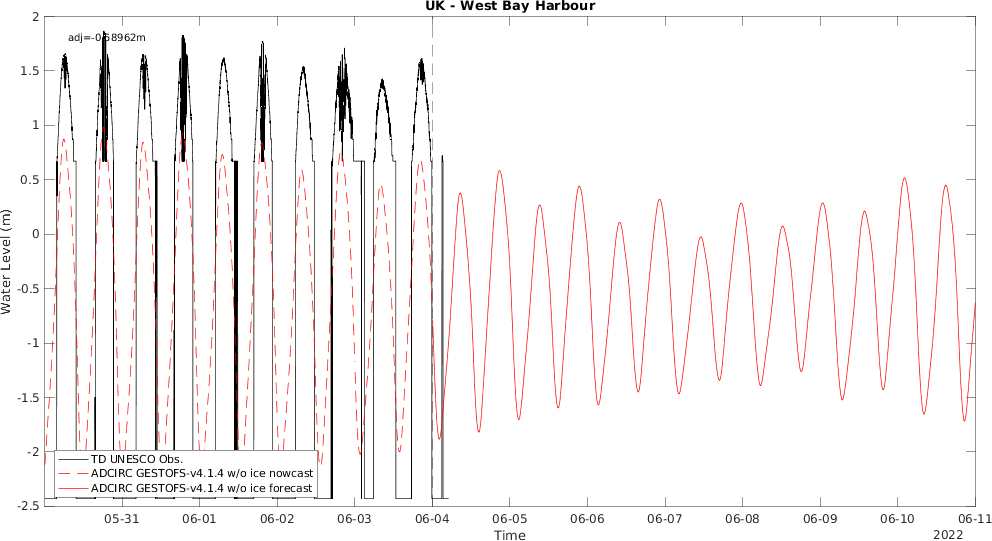 UK - West Bay Harbour
adj=-0.58962m
Water Level (m)
2
1.5
1
0.5
0
-0.5
-1
-1.5
-2
-2.5
TD UNESCO Obs.
ADCIRC GESTOFS-v4.1.4 w/o ice nowcast
ADCIRC GESTOFS-v4.1.4 w/o ice forecast
05-31 06-01 06-02 06-03 06-04 06-05 06-06 06-07 06-08 06-09 06-10 06-11
Time
2022